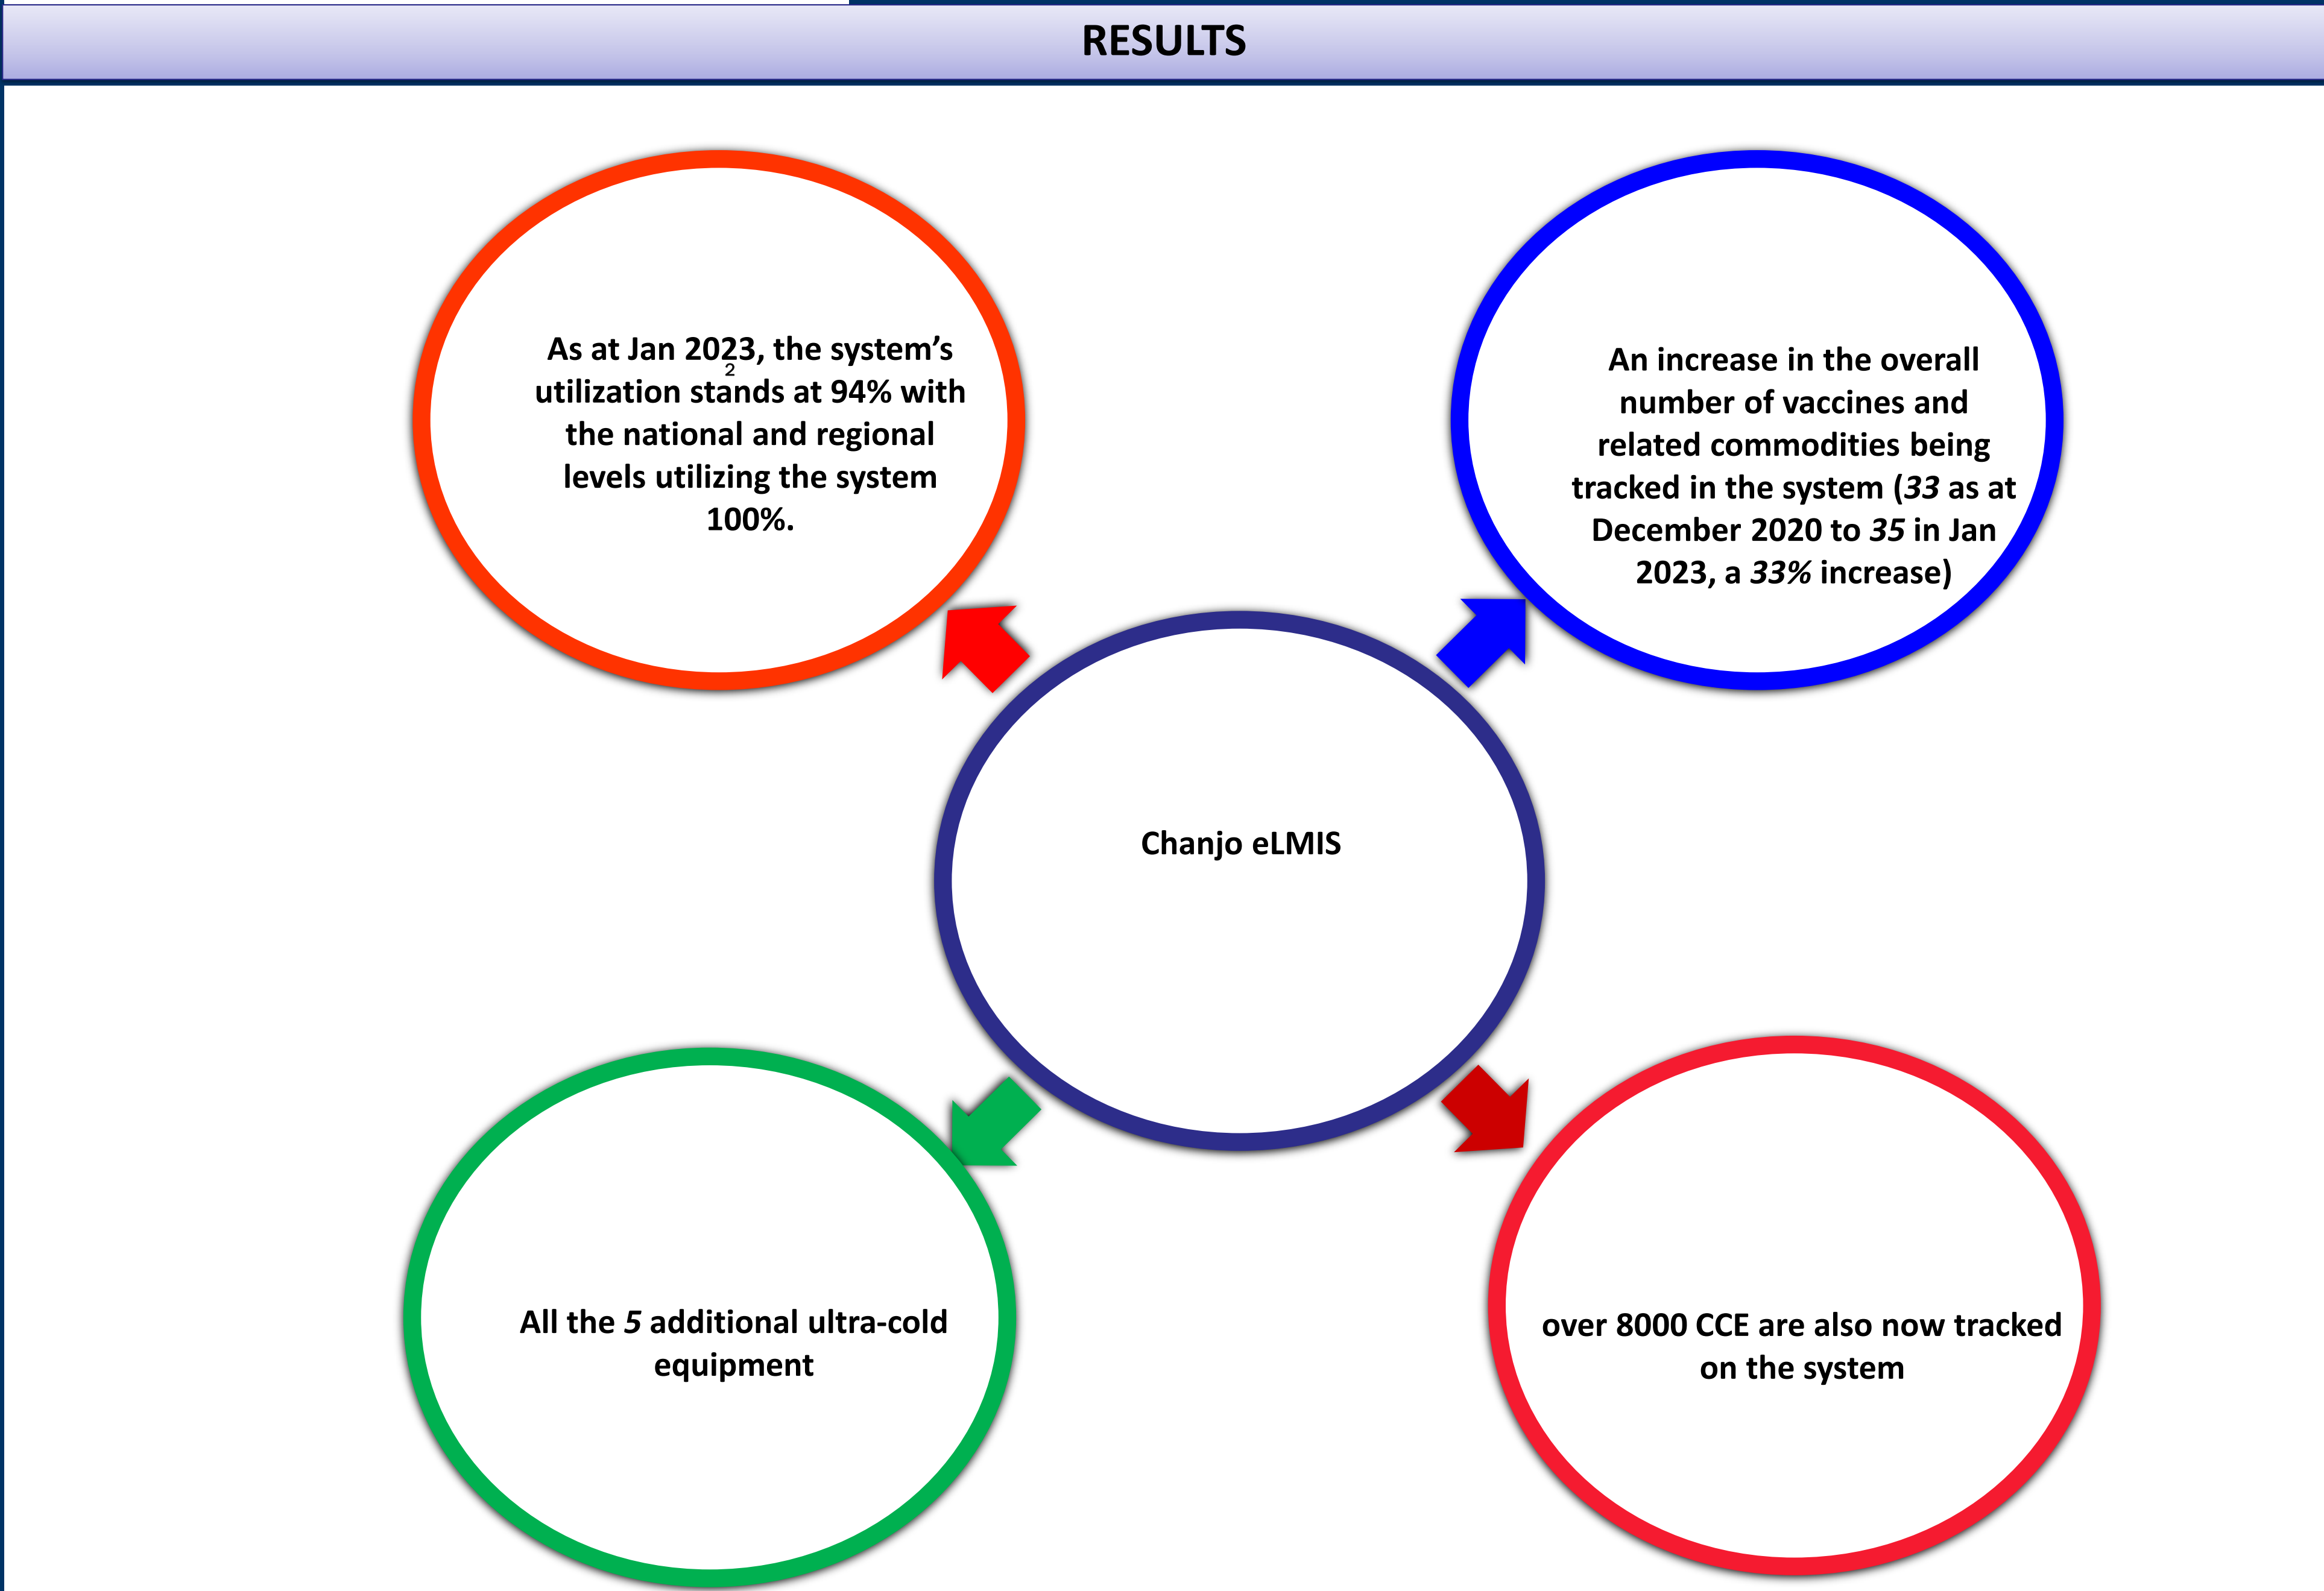 RESULTS
As at Jan 2023, the system’s
2
utilization stands at 94% with
the national and regional
levels utilizing the system
100%.
An increase in the overall
number of vaccines and
related commodities being
tracked in the system (33 as at
December 2020 to 35 in Jan
2023, a 33% increase)
Chanjo eLMIS
All the 5 additional ultra-cold
equipment
over 8000 CCE are also now tracked
on the system